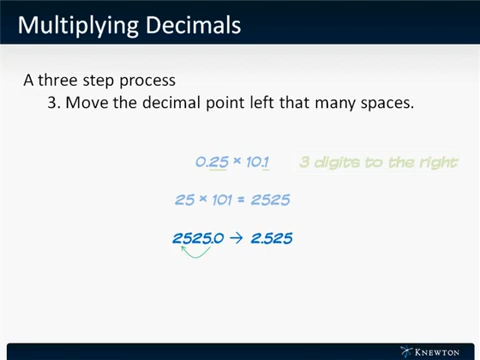 Multiplying Decimals
A three step process
3. Move the decimal point left that many spaces.
0.25 × 10.1 3 digits to the right
25 × 101 = 2525
2525.0 → 2.525
KNEWTON